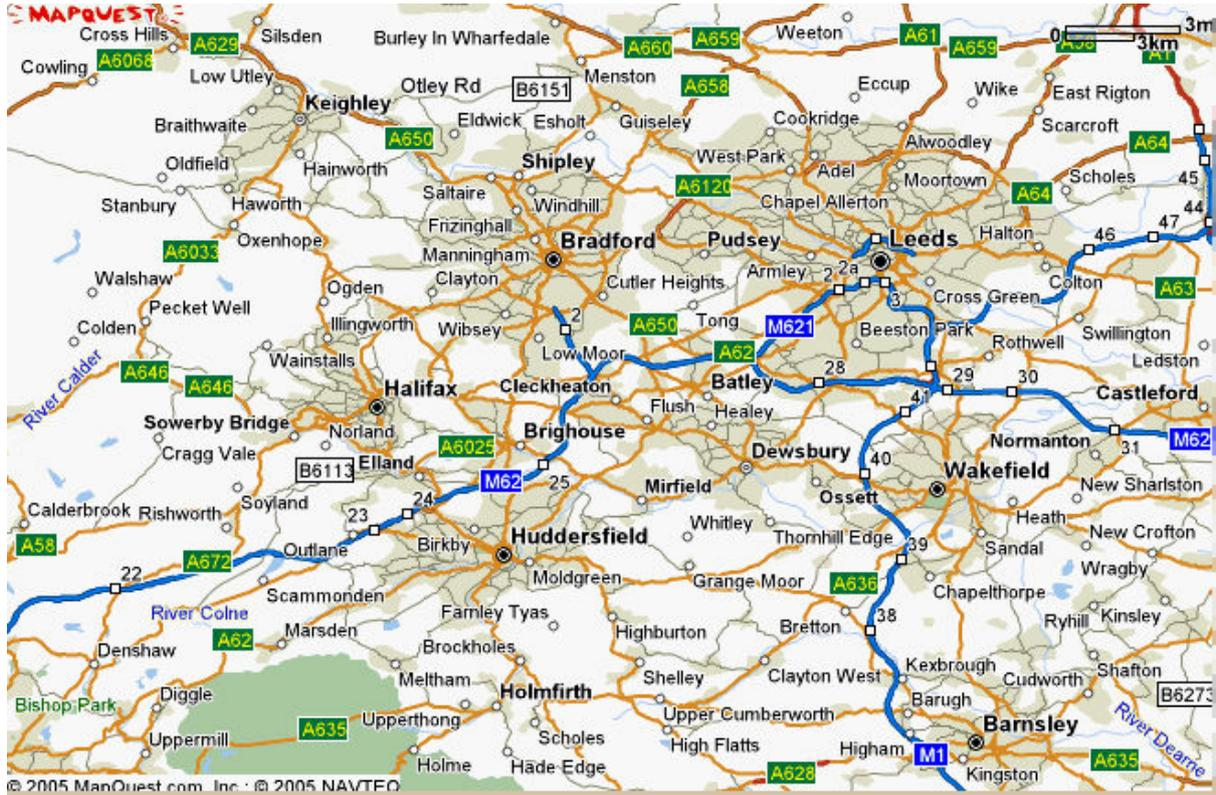 MAPQUEST
Cross Hills
A629
Silsden
Burley In Wharfedale
A660
A659
Weeton
A61
A659
A58
A1
0
3m
3km
Cowling
A6068
Low Utley
Otley Rd
B6151
Menston
A658
Eccup
Wike
East Rigton
Keighley
Braithwaite
A650
Eldwick
Esholt
Guiseley
Cookridge
Scarcroft
Alwoodley
A64
Oldfield
Hainworth
Shipley
West Park
Adel
Moortown
Scholes
45
Stanbury
Haworth
Saltaire
Windhill
A6120
Chapel Allerton
A64
44
Frizinghall
Oxenhope
A6033
Manningham
Bradford
Pudsey
Leeds
Halton
46
47
Walshaw
Ogden
Clayton
Cutler Heights
Armley
2
2a
3
Colton
A63
Pecket Well
Cross Green
Colden
Illingworth
Wibsey
2
A650
Tong
M621
Beeston Park
Swillington
Wainstalls
Low Moor
A62
Rothwell
Ledston
River Calder
A646
A646
Halifax
Cleckheaton
Batley
28
29
30
Castleford
Sowerby Bridge
Norland
Flush
Healey
41
Cragg Vale
A6025
Brighouse
Dewsbury
Normanton
M62
31
B6113
Elland
M62
25
Mirfield
40
Wakefield
Soyland
24
Ossett
New Sharlston
Calderbrook
Rishworth
23
Whitley
Heath
A58
Outlane
Birkby
Huddersfield
Thornhill Edge
39
Sandal
New Crofton
A672
22
Moldgreen
Grange Moor
A636
Wragby
Scammonden
Chapelthorpe
River Colne
Farnley Tyas
A62
Marsden
Highburton
Bretton
38
Ryhill
Kinsley
Denshaw
Brockholes
Shelley
Clayton West
Kexbrough
Shafton
Meltham
Cudworth
B6273
Bishop Park
Diggle
Holmfirth
Barugh
Upperthong
Upper Cumberworth
Barnsley
River Dearne
A635
Uppermill
Scholes
High Flatts
Higham
M1
A635
Holme
Hade Edge
A628
Kingston
© 2005 MapQuest.com, Inc.; © 2005 NAVTEQ